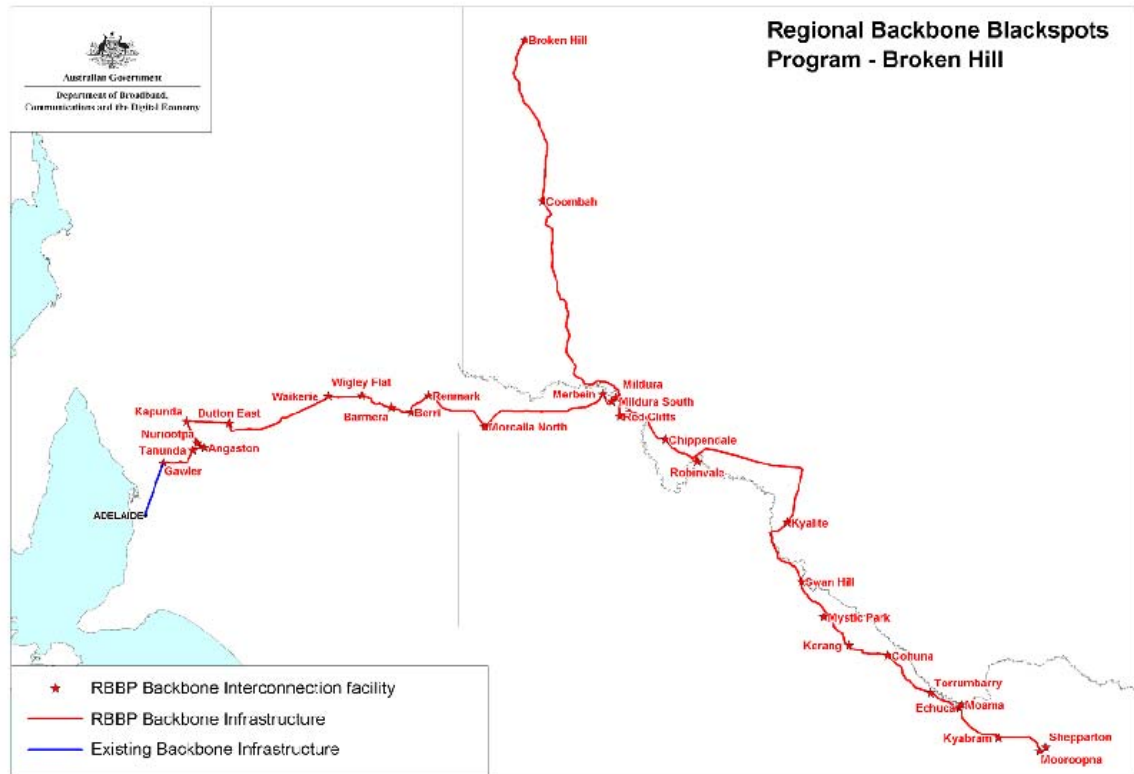 Australian Government
Department of Broadband,
Communications and the Digital Economy
Regional Backbone Blackspots
Program - Broken Hill
Broken Hill
Coombah
Mildura
Merbein
Mildura South
Red Cliffs
Wigley Flat
Waikerie
Renmark
Barmera
Berri
Morcalla North
Kapunda
Dutton East
Nuriootpa
Tanunda
Angaston
Gawler
ADELAIDE
Chippendale
Robinvale
Kyalite
Swan Hill
Mystic Park
Kerang
Cohuna
Torrumbarry
Echuca
Moama
Kyabram
Shepparton
Mooroopna
RBBP Backbone Interconnection facility
RBBP Backbone Infrastructure
Existing Backbone Infrastructure